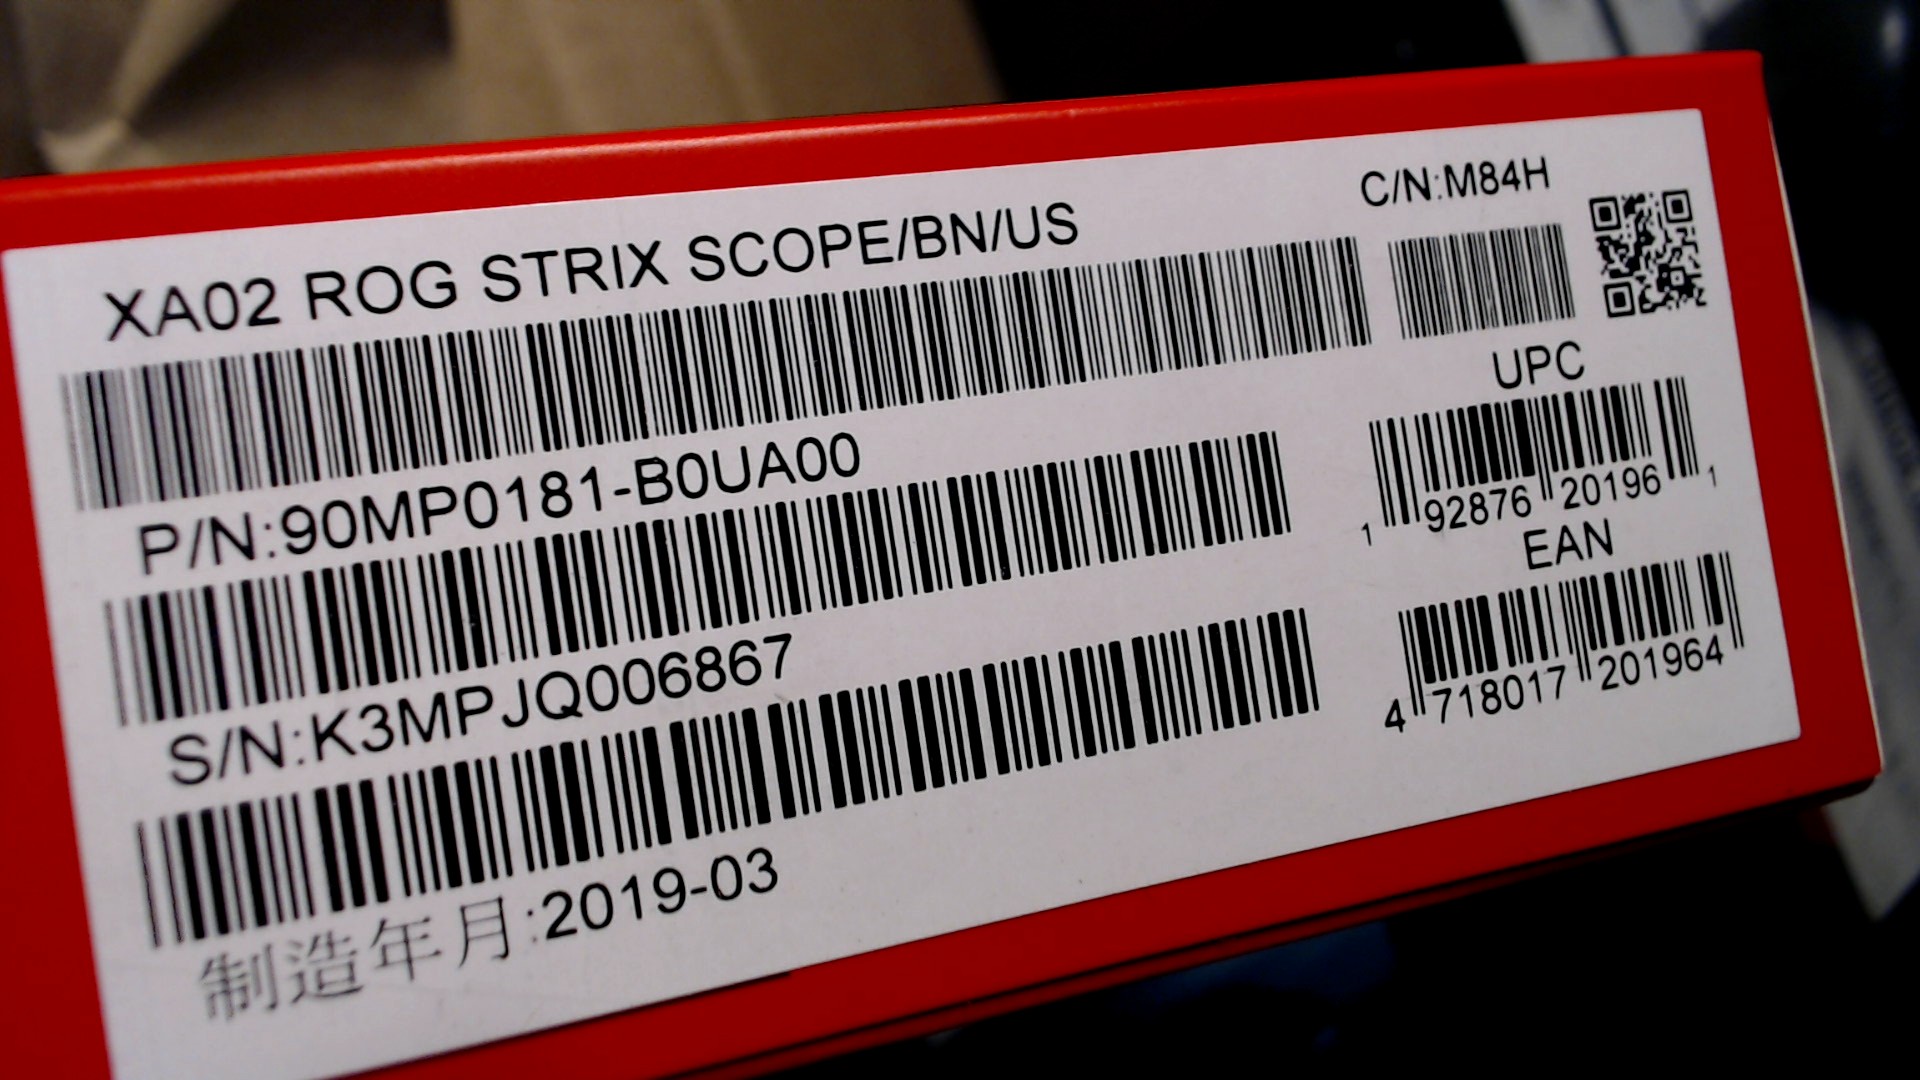 XA02 ROG STRIX SCOPE/BN/US
C/N:M84H
P/N:90MP0181-B0UA00
UPC
1 92876 20196 1
S/N:K3MPJQ006867
EAN
4 718017 201964
制造年月:2019-03